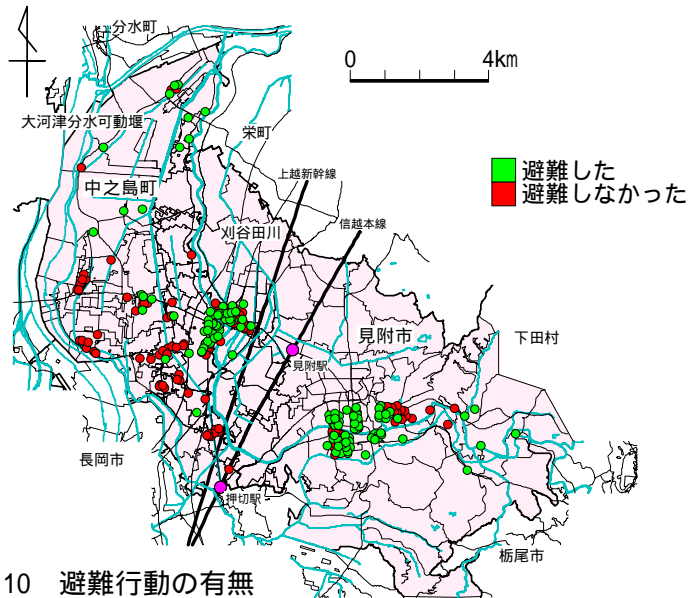 分水町
0 4km
大河津分水可動堰
栄町
上越新幹線
避難した
避難しなかった
中之島町
信越本線
刈谷田川
見附市
下田村
見附駅
長岡市
押切駅
栃尾市
10 避難行動の有無